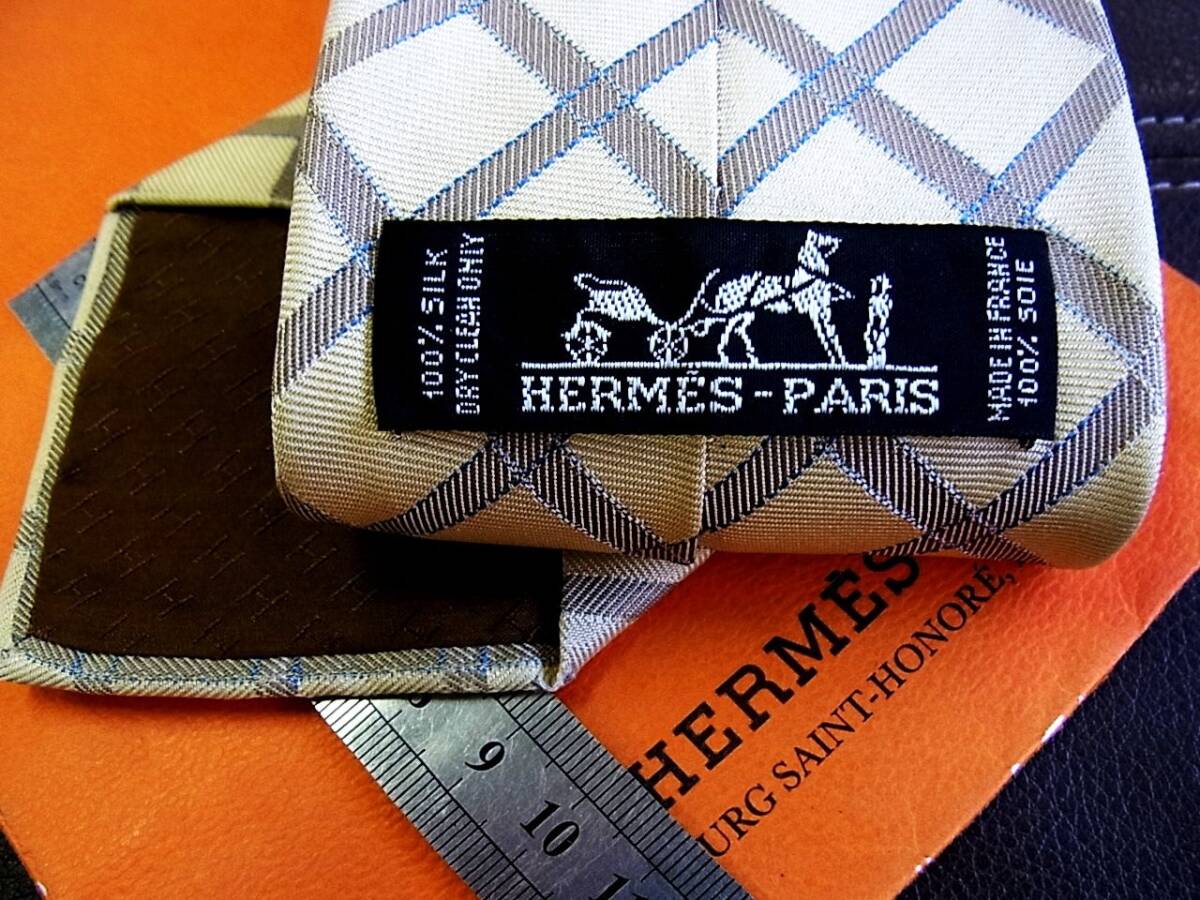 100% SILK
DRY CLEAN ONLY
HERMÈS-PARIS
MADE IN FRANCE
100% SOIE
HERMÈS
URG SAINT-HONORÉ,
9
10